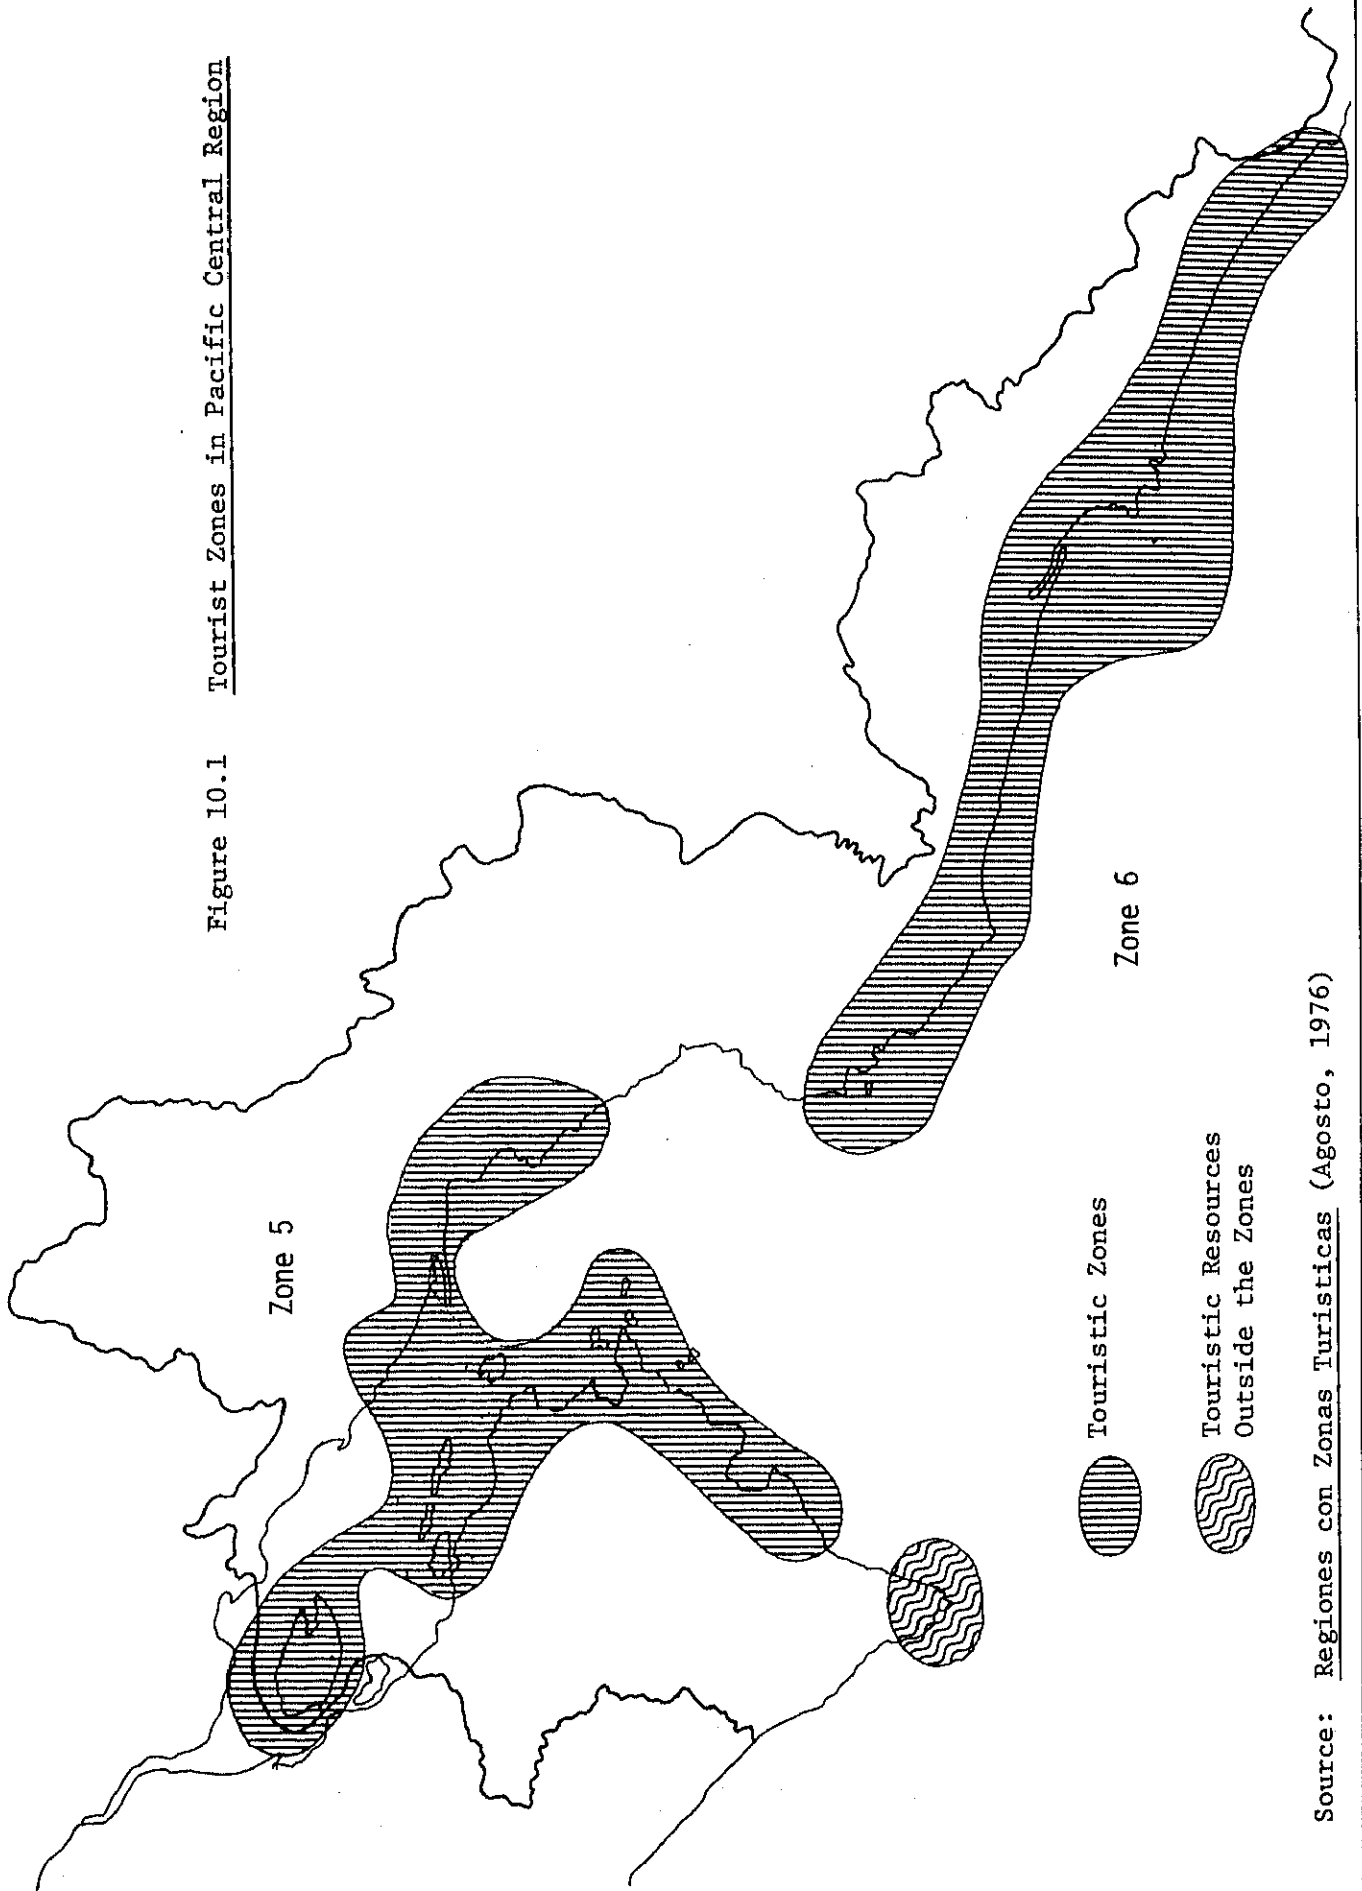 Figure 10.1 Tourist Zones in Pacific Central Region
Zone 5
Zone 6
Touristic Zones
Touristic Resources
Outside the Zones
Source: Regiones con Zonas Turisticas (Agosto, 1976)